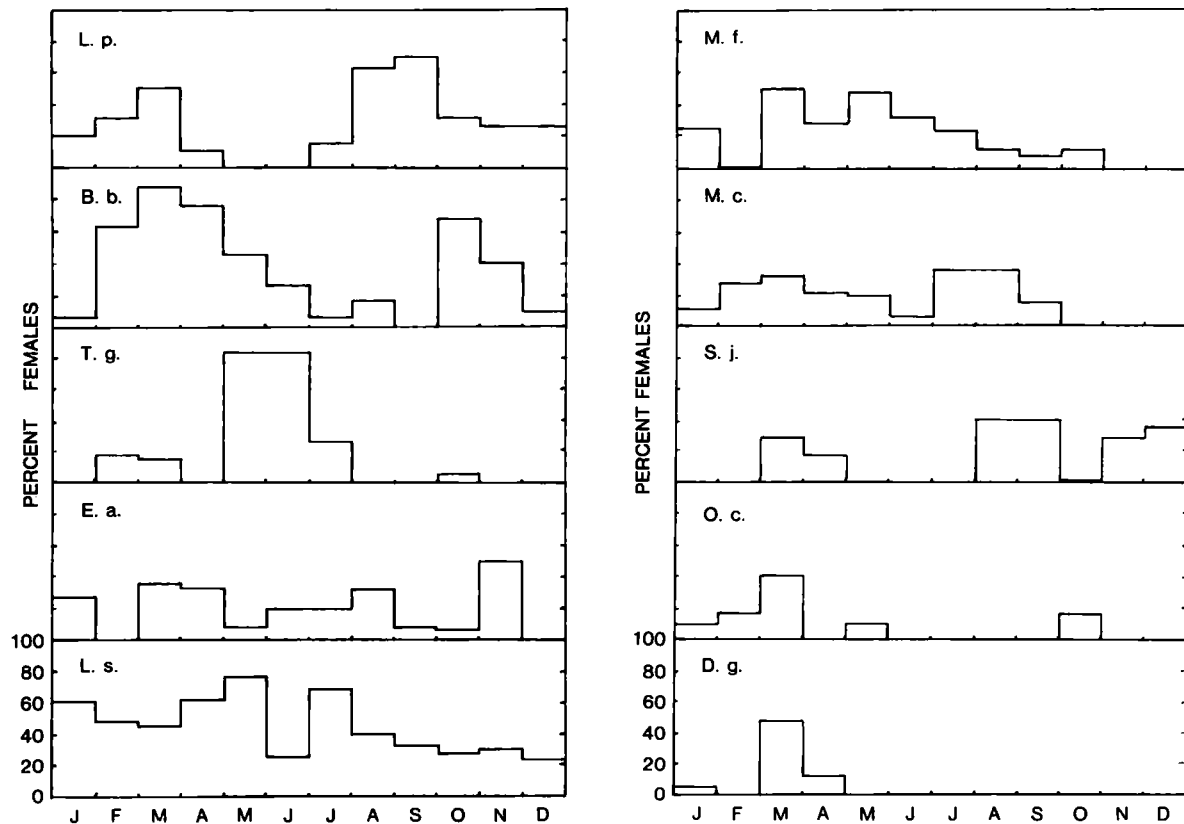 L. p.
B. b.
T. g.
E. a.
L. s.
PERCENT FEMALES
100
80
60
40
20
0
J F M A M J J A S O N D
M. f.
M. c.
S. j.
O. c.
D. g.
PERCENT FEMALES
100
80
60
40
20
0
J F M A M J J A S O N D